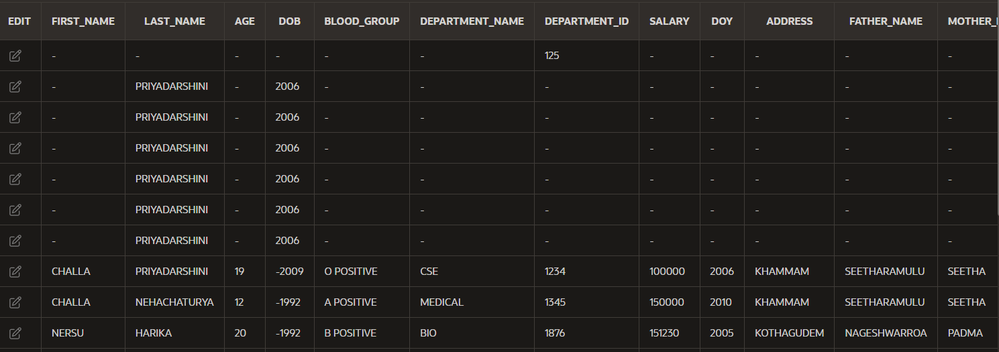 EDIT FIRST_NAME LAST_NAME AGE DOB BLOOD_GROUP DEPARTMENT_NAME DEPARTMENT_ID SALARY DOY ADDRESS FATHER_NAME MOTHER_
- - - - - - 125 - - - - -
- PRIYADARSHINI - 2006 - - - - - - - -
- PRIYADARSHINI - 2006 - - - - - - - -
- PRIYADARSHINI - 2006 - - - - - - - -
- PRIYADARSHINI - 2006 - - - - - - - -
- PRIYADARSHINI - 2006 - - - - - - - -
- PRIYADARSHINI - 2006 - - - - - - - -
CHALLA PRIYADARSHINI 19 -2009 O POSITIVE CSE 1234 100000 2006 KHAMMAM SEETHARAMULU SEETHA
CHALLA NEHACHATURYA 12 -1992 A POSITIVE MEDICAL 1345 150000 2010 KHAMMAM SEETHARAMULU SEETHA
NERSU HARIKA 20 -1992 B POSITIVE BIO 1876 151230 2005 KOTHAGUDEM NAGESHWARROA PADMA